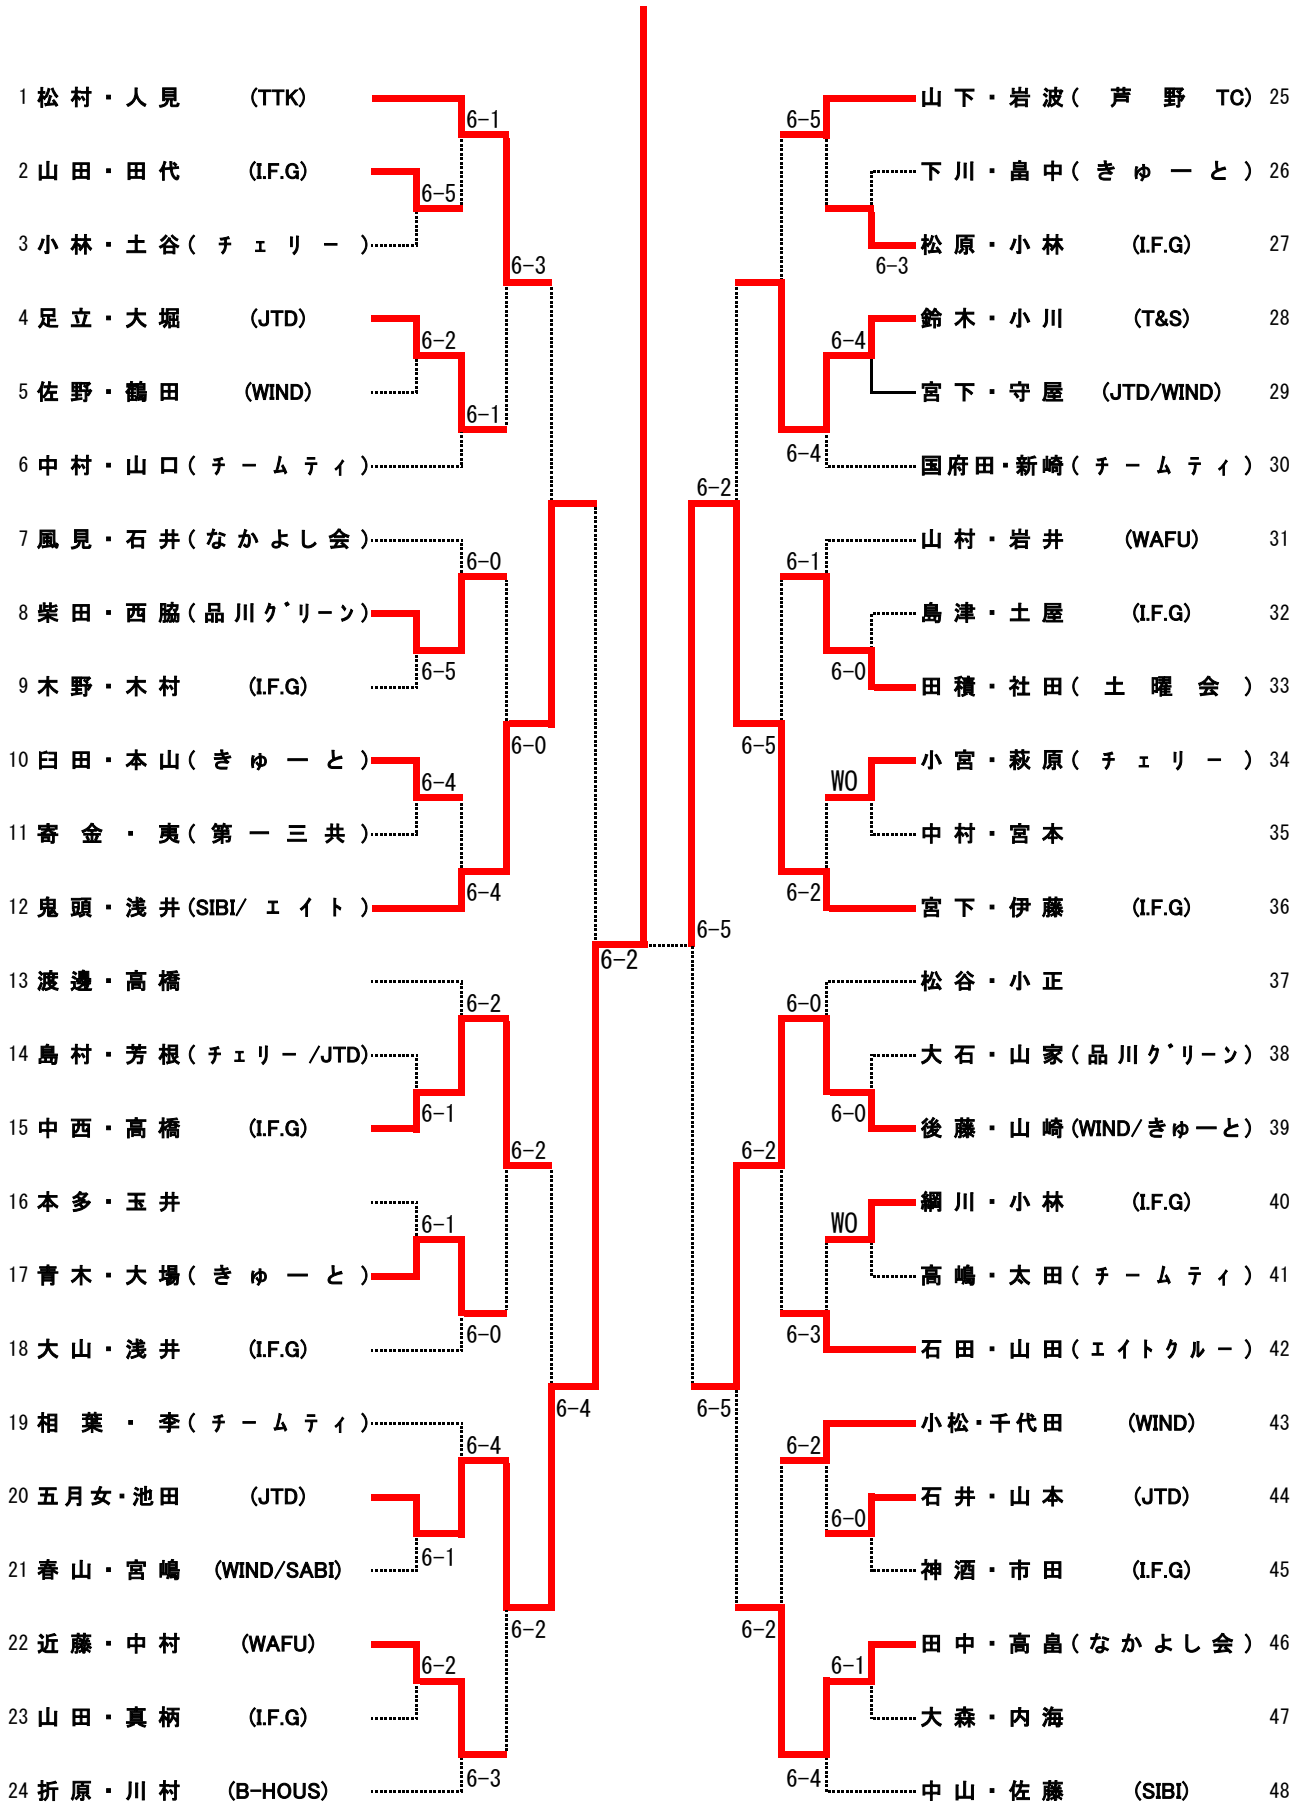 1 松村・人見 (TTK)
6-1
2 山田・田代 (I.F.G)
6-5
3 小林・土谷(チェリー)
6-3
4 足立・大堀 (JTD)
6-2
5 佐野・鶴田 (WIND)
6-1
6 中村・山口(チームティ)
7 風見・石井(なかよし会)
6-0
8 柴田・西脇(品川グリーン)
6-5
9 木野・木村 (I.F.G)
6-0
10 臼田・本山(きゅーと)
6-4
11 寄金・夷(第一三共)
6-4
12 鬼頭・浅井(SIBI/エイト)
6-2
13 渡邊・高橋
6-2
14 島村・芳根(チェリー/JTD)
6-1
15 中西・高橋 (I.F.G)
6-2
16 本多・玉井
6-1
17 青木・大場(きゅーと)
6-0
18 大山・浅井 (I.F.G)
6-4
19 相葉・李(チームティ)
6-4
20 五月女・池田 (JTD)
6-1
21 春山・宮嶋 (WIND/SABI)
6-2
22 近藤・中村 (WAFU)
6-2
23 山田・真柄 (I.F.G)
6-3
24 折原・川村 (B-HOUS)
山下・岩波(芦野TC) 25
6-5
下川・畠中(きゅーと) 26
松原・小林 (I.F.G) 27
6-3
鈴木・小川 (T&S) 28
6-4
宮下・守屋 (JTD/WIND) 29
6-4
国府田・新崎(チームティ) 30
6-2
山村・岩井 (WAFU) 31
6-1
島津・土屋 (I.F.G) 32
6-0
田積・社田(土曜会) 33
6-5
小宮・萩原(チェリー) 34
WO
中村・宮本 35
6-2
宮下・伊藤 (I.F.G) 36
6-5
松谷・小正 37
6-0
大石・山家(品川グリーン) 38
6-0
後藤・山崎(WIND/きゅーと) 39
6-2
綱川・小林 (I.F.G) 40
WO
高嶋・太田(チームティ) 41
6-3
石田・山田(エイトクルー) 42
6-5
小松・千代田 (WIND) 43
6-2
石井・山本 (JTD) 44
6-0
神酒・市田 (I.F.G) 45
6-2
田中・高畠(なかよし会) 46
6-1
大森・内海 47
6-4
中山・佐藤 (SIBI) 48